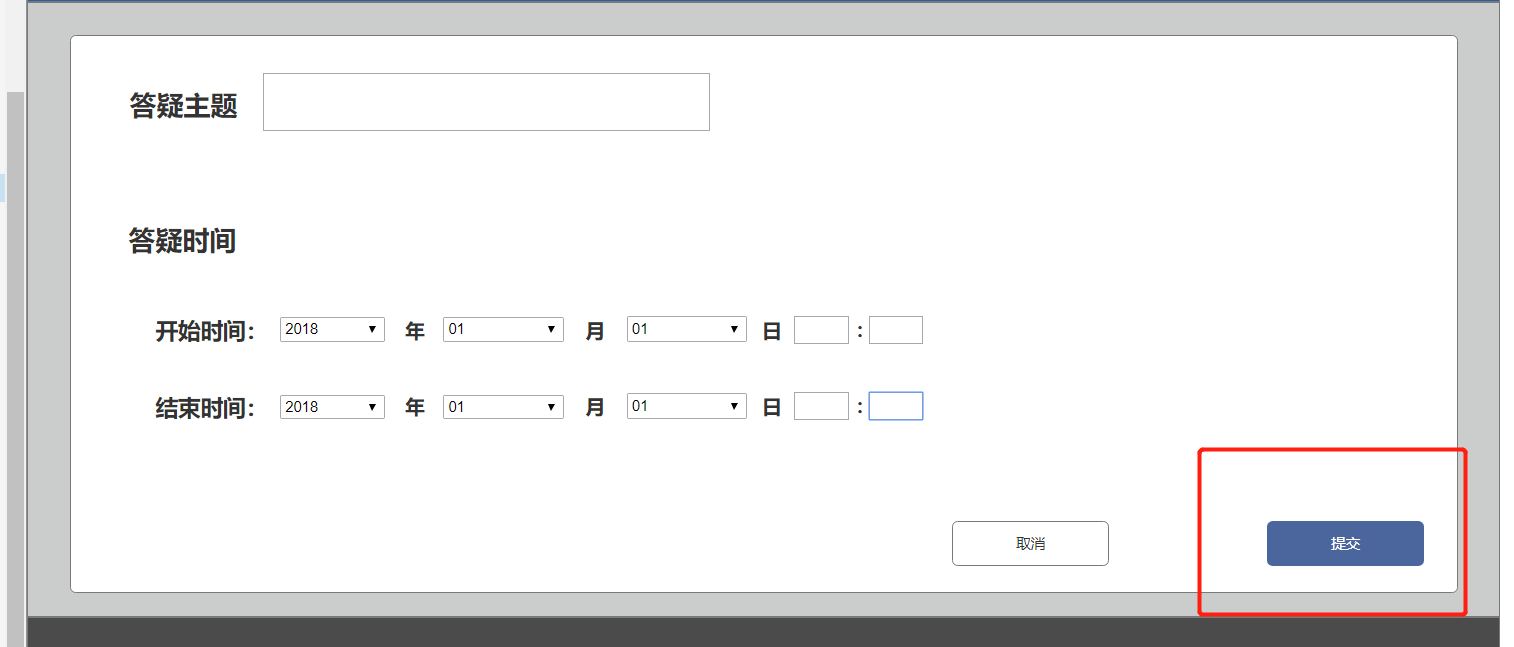 答疑主题
答疑时间
开始时间： 2018 年 01 月 01 日 :
结束时间： 2018 年 01 月 01 日 :
取消 提交